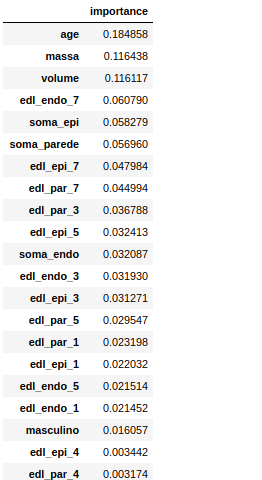 importance
age 0.184858
massa 0.116438
volume 0.116117
edl_endo_7 0.060790
soma_epi 0.058279
soma_parede 0.056960
edl_epi_7 0.047984
edl_par_7 0.044994
edl_par_3 0.036788
edl_epi_5 0.032413
soma_endo 0.032087
edl_endo_3 0.031930
edl_epi_3 0.031271
edl_par_5 0.029547
edl_par_1 0.023198
edl_epi_1 0.022032
edl_endo_5 0.021514
edl_endo_1 0.021452
masculino 0.016057
edl_epi_4 0.003442
edl_par_4 0.003174